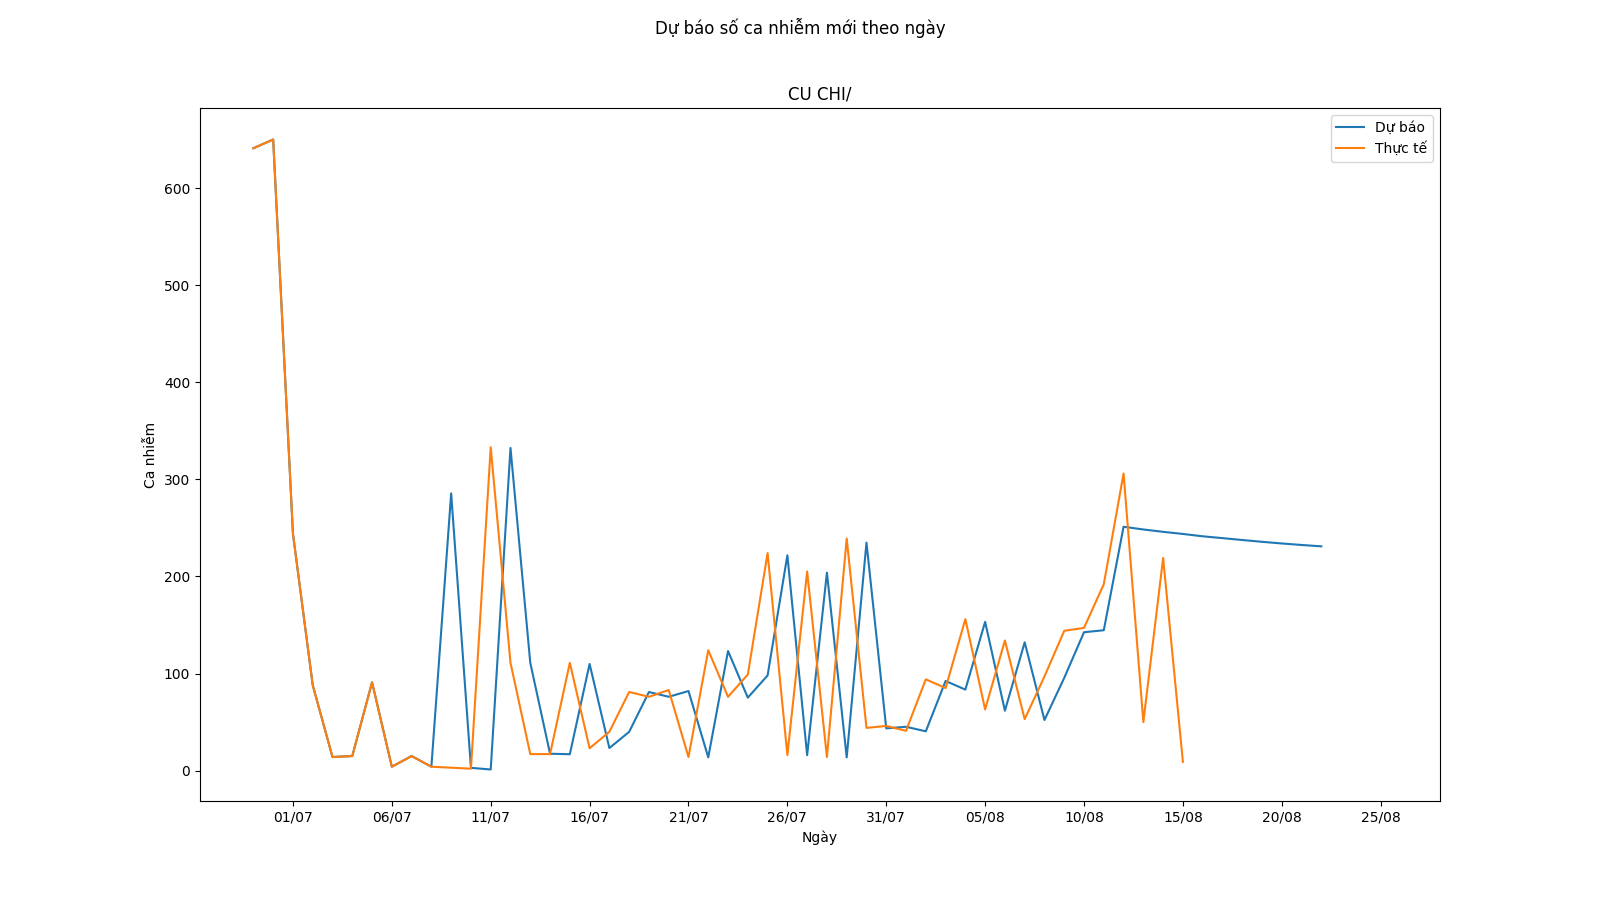 Dự báo số ca nhiễm mới theo ngày
CU CHI/
Dự báo
Thực tế
Ca nhiễm
600
500
400
300
200
100
0
01/07 06/07 11/07 16/07 21/07 26/07 31/07 05/08 10/08 15/08 20/08 25/08
Ngày